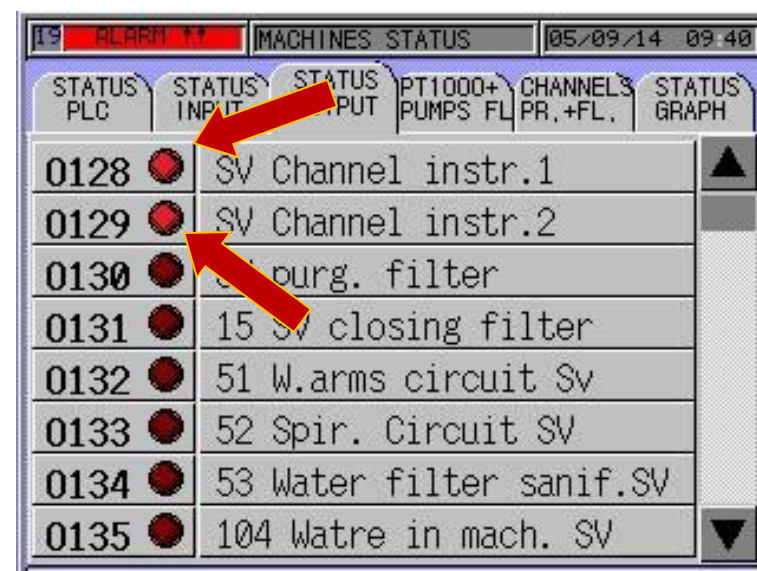 19 ALARM ↑↑ MACHINES STATUS 05/09/14 09:40
STATUS PLC
STATUS INPUT
STATUS
PT1000+ PUMPS FL
CHANNELS PR.+FL.
STATUS GRAPH
0128 SV Channel instr.1
0129 SV Channel instr.2
0130 purg. filter
0131 15 SV closing filter
0132 51 W.arms circuit Sv
0133 52 Spir. Circuit SV
0134 53 Water filter sanif.SV
0135 104 Watre in mach. SV